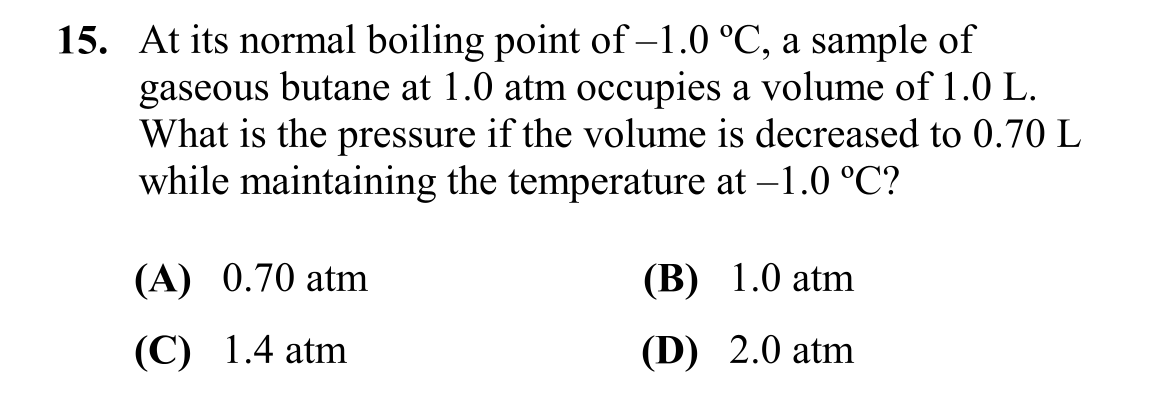 15. At its normal boiling point of –1.0 ºC, a sample of
gaseous butane at 1.0 atm occupies a volume of 1.0 L.
What is the pressure if the volume is decreased to 0.70 L
while maintaining the temperature at –1.0 ºC?
(A) 0.70 atm (B) 1.0 atm
(C) 1.4 atm (D) 2.0 atm